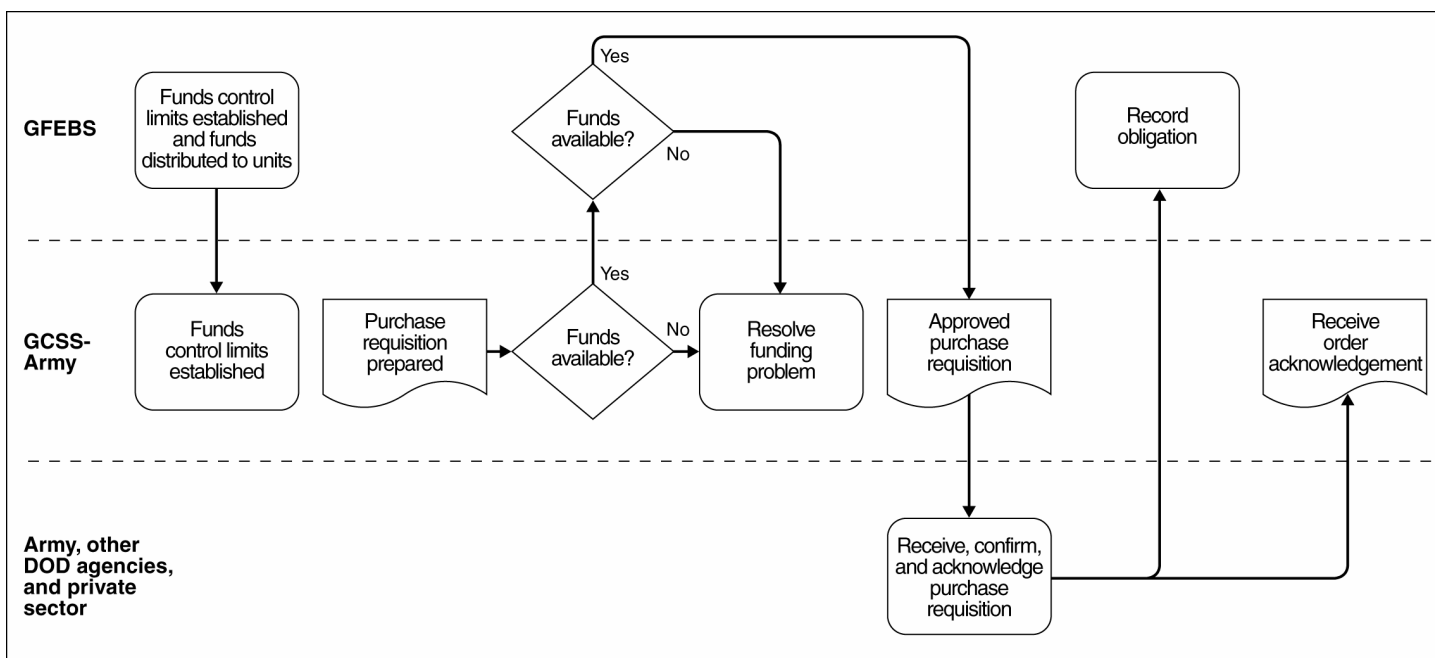 GFEBS
Funds control
limits established
and funds
distributed to units
Funds
available?
Yes
No
Record
obligation
GCSS-
Army
Funds
control limits
established
Purchase
requisition
prepared
Funds
available?
Yes
No
Resolve
funding
problem
Approved
purchase
requisition
Receive
order
acknowledgement
Army, other
DOD agencies,
and private
sector
Receive, confirm,
and acknowledge
purchase
requisition